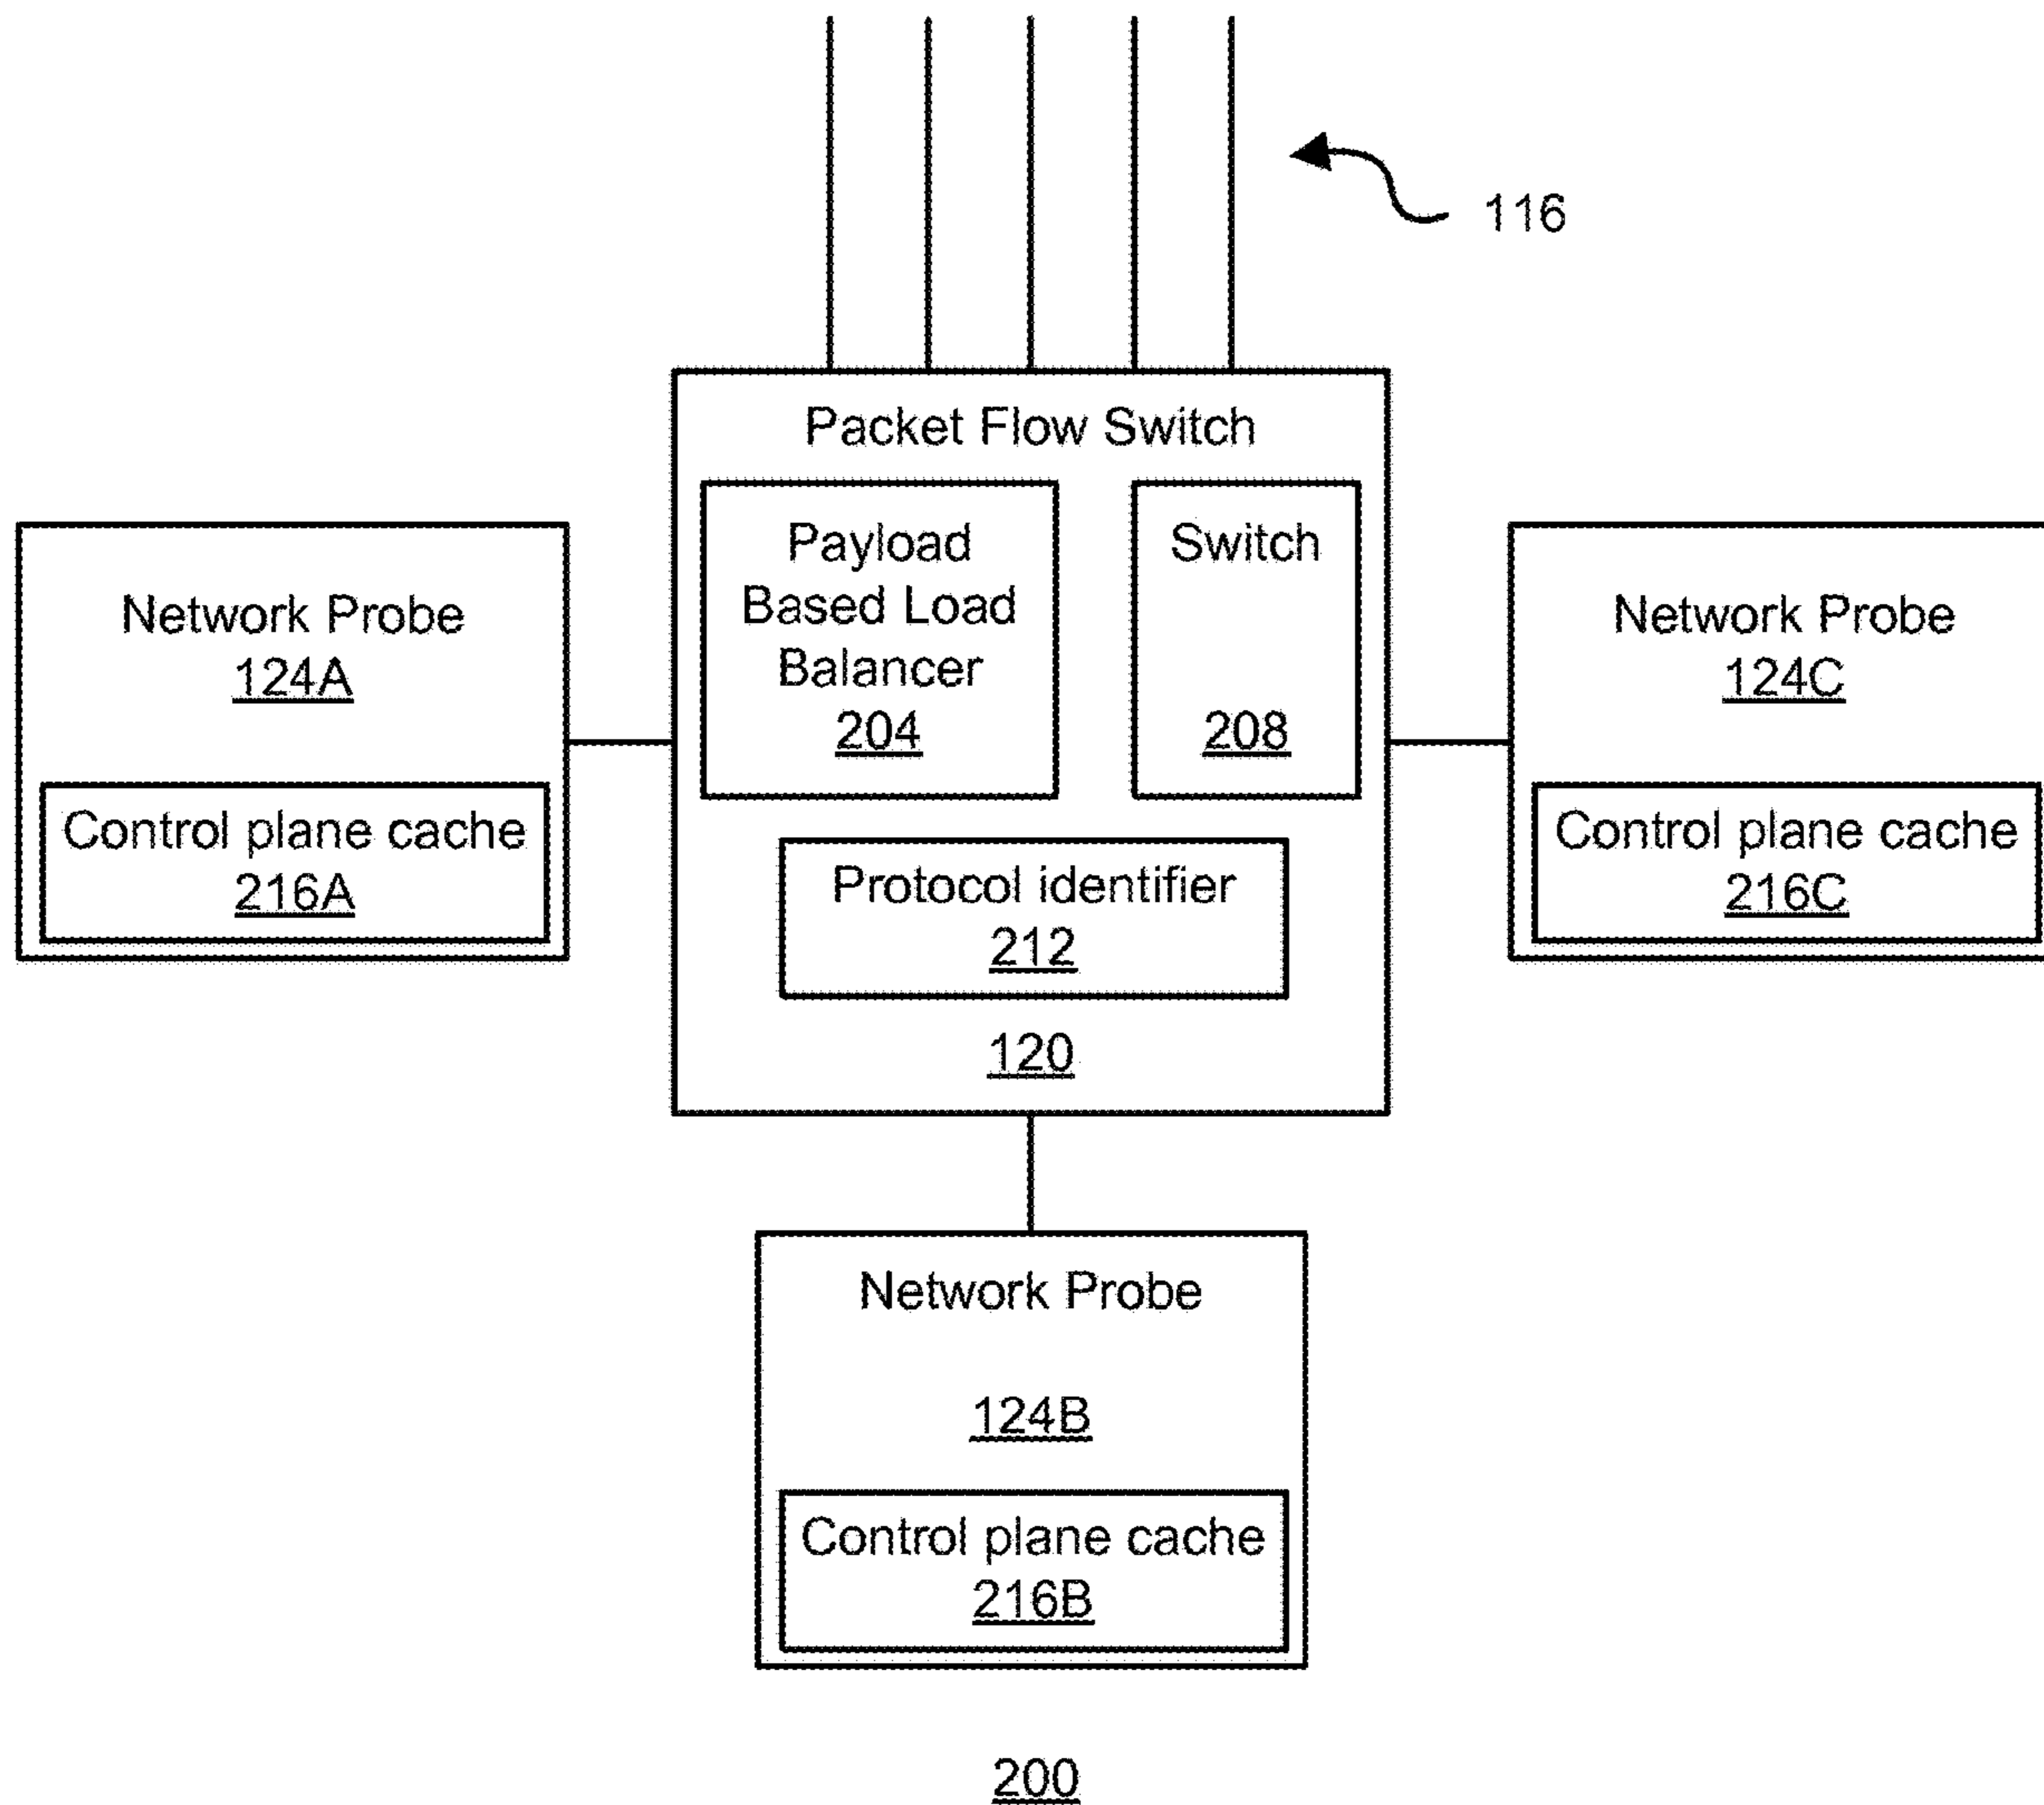 116
Packet Flow Switch
Payload
Based Load
Balancer
204
Switch
208
Protocol identifier
212
120
Network Probe
124A
Control plane cache
216A
Network Probe
124C
Control plane cache
216C
Network Probe
124B
Control plane cache
216B
200